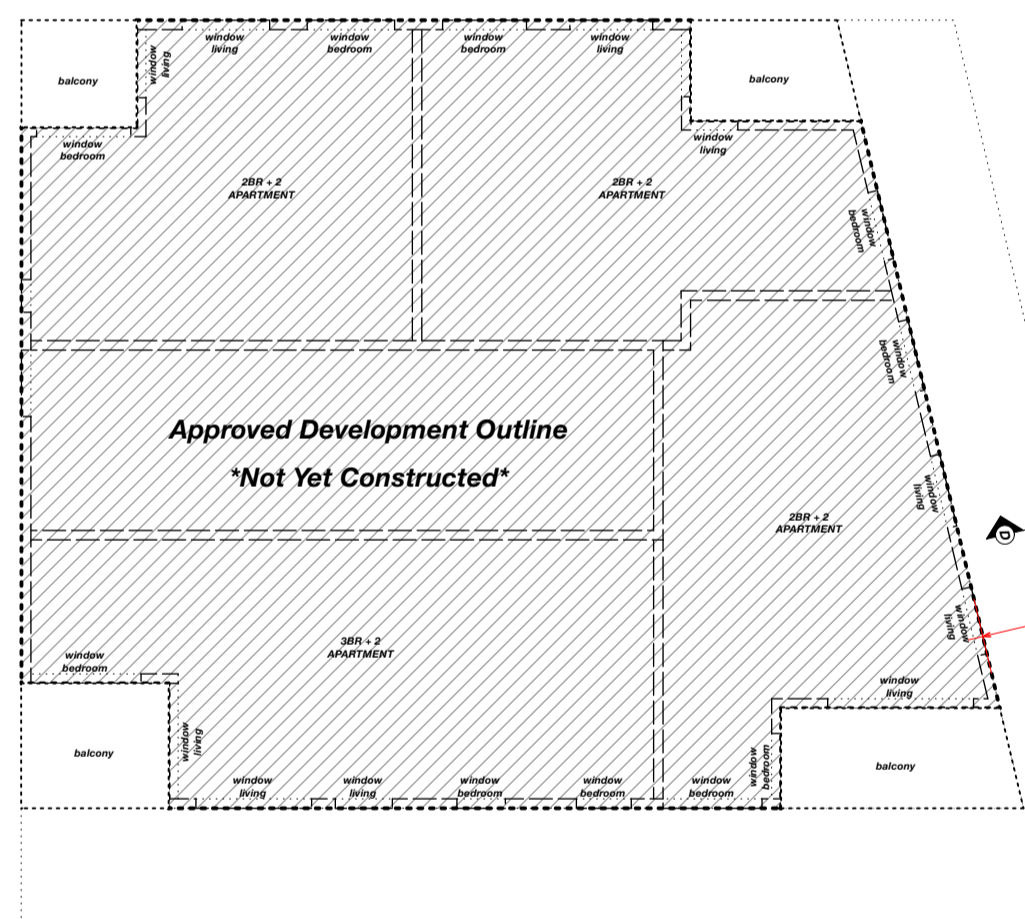 window
living
window
bedroom
window
bedroom
window
living
balcony
window
living
balcony
window
bedroom
window
living
2BR + 2
APARTMENT
2BR + 2
APARTMENT
window
bedroom
window
bedroom
Approved Development Outline
*Not Yet Constructed*
window
living
2BR + 2
APARTMENT
D
window
living
3BR + 2
APARTMENT
window
bedroom
window
living
balcony
window
living
window
bedroom
balcony
window
living
window
living
window
bedroom
window
bedroom
window
bedroom